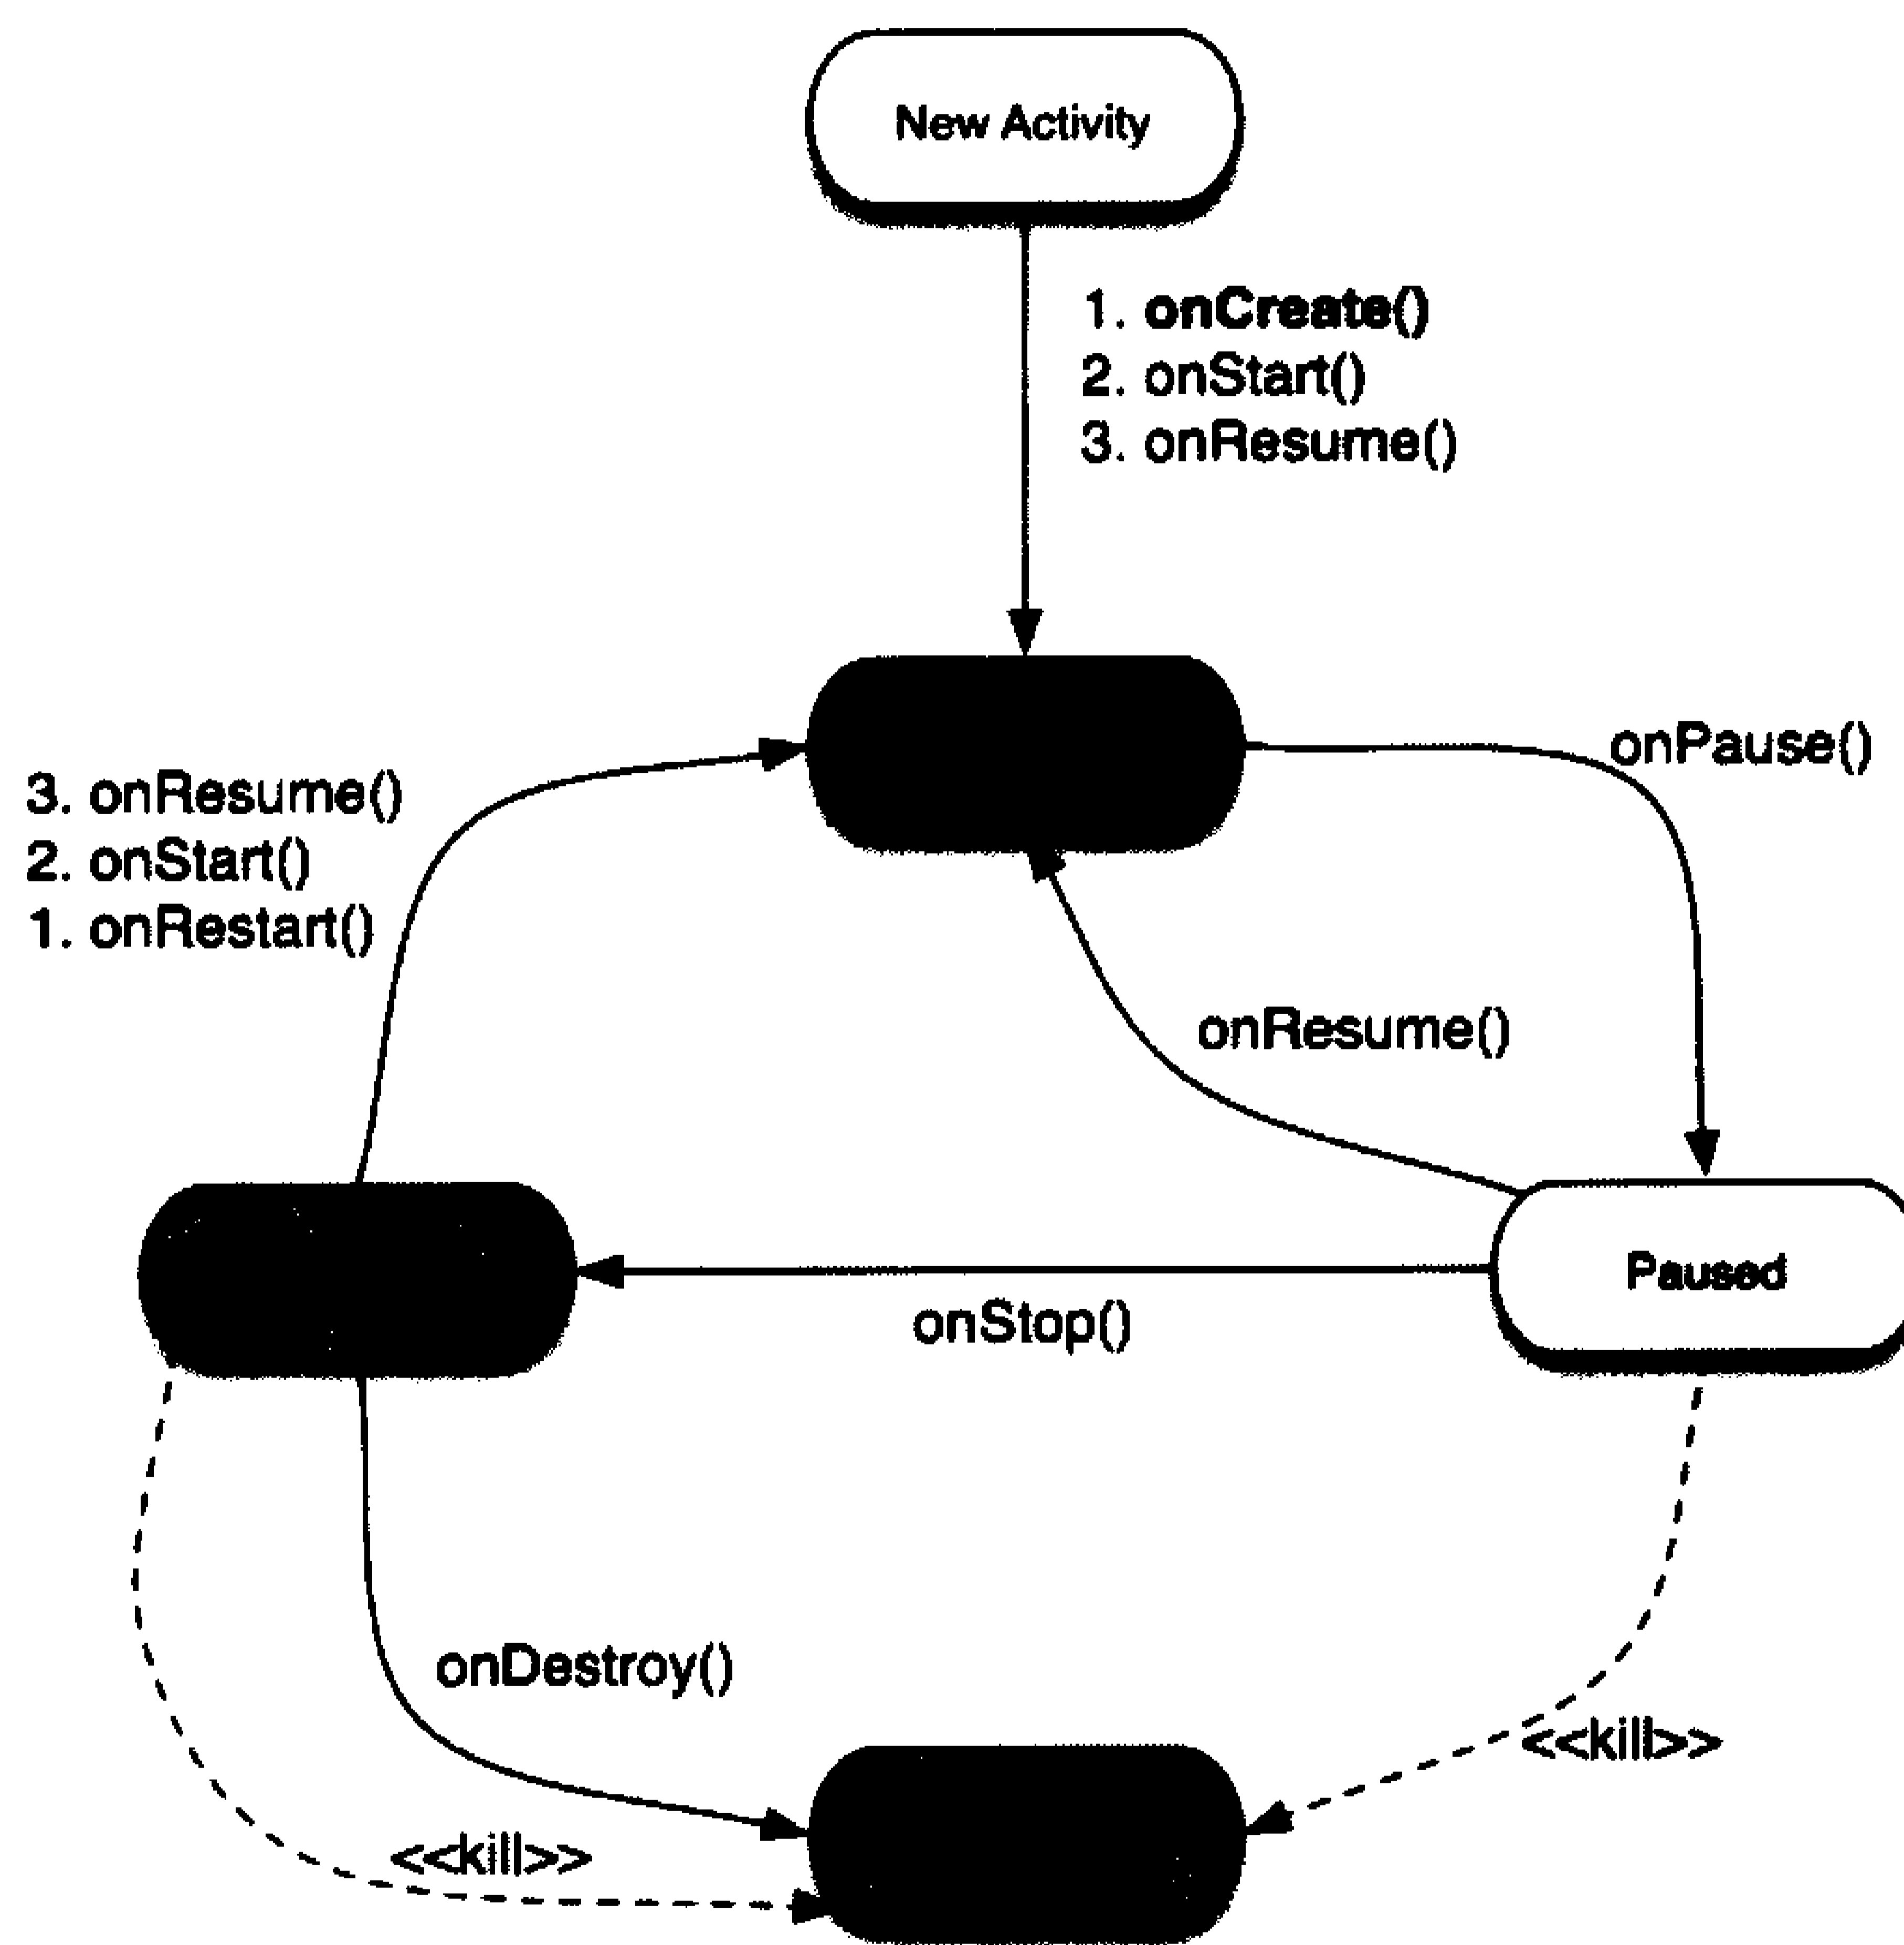 New Activity
1. onCreate()
2. onStart()
3. onResume()
onPause()
3. onResume()
2. onStart()
1. onRestart()
onResume()
Paused
onStop()
onDestroy()
<<kill>>
<<kill>>